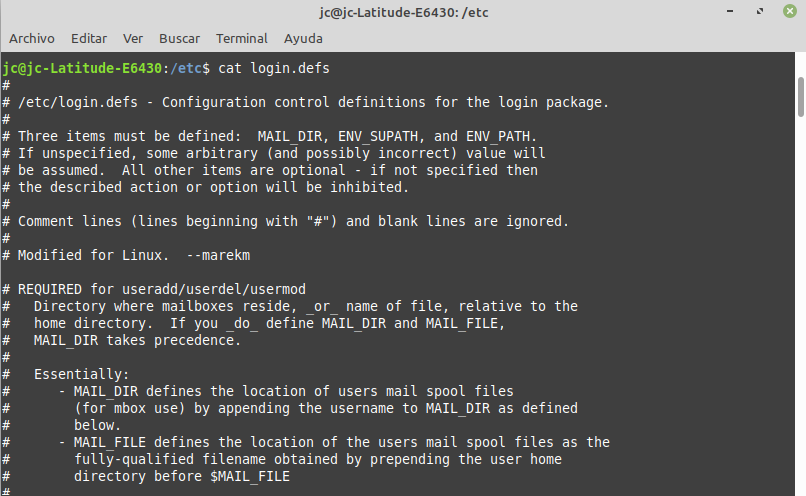 jc@jc-Latitude-E6430: /etc
Archivo Editar Ver Buscar Terminal Ayuda
jc@jc-Latitude-E6430:/etc$ cat login.defs
#
# /etc/login.defs - Configuration control definitions for the login package.
#
# Three items must be defined:  MAIL_DIR, ENV_SUPATH, and ENV_PATH.
# If unspecified, some arbitrary (and possibly incorrect) value will
# be assumed.  All other items are optional - if not specified then
# the described action or option will be inhibited.
#
# Comment lines (lines beginning with "#") and blank lines are ignored.
#
# Modified for Linux.  --marekm

# REQUIRED for useradd/userdel/usermod
#   Directory where mailboxes reside, _or_ name of file, relative to the
#   home directory.  If you _do_ define MAIL_DIR and MAIL_FILE,
#   MAIL_DIR takes precedence.
#
#   Essentially:
#      - MAIL_DIR defines the location of users mail spool files
#        (for mbox use) by appending the username to MAIL_DIR as defined
#        below.
#      - MAIL_FILE defines the location of the users mail spool files as the
#        fully-qualified filename obtained by prepending the user home
#        directory before $MAIL_FILE
#